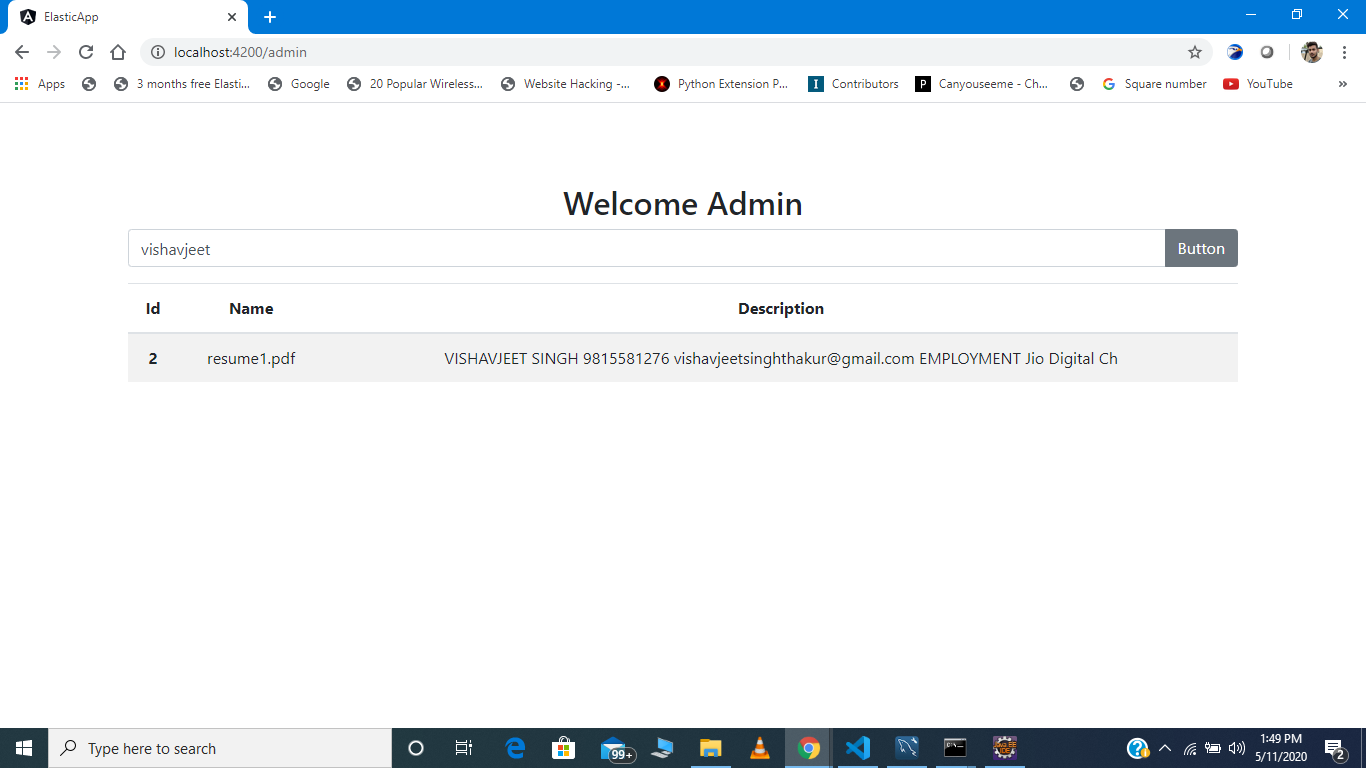 ElasticApp
localhost:4200/admin
Apps
3 months free Elasti...
Google
20 Popular Wireless...
Website Hacking -...
Python Extension P...
Contributors
Canyouseeme - Ch...
Square number
YouTube
Welcome Admin
vishavjeet
Button
Id Name Description
2 resume1.pdf VISHAVJEET SINGH 9815581276 vishavjeetsinghthakur@gmail.com EMPLOYMENT Jio Digital Ch
Type here to search
99+
1:49 PM
5/11/2020
2